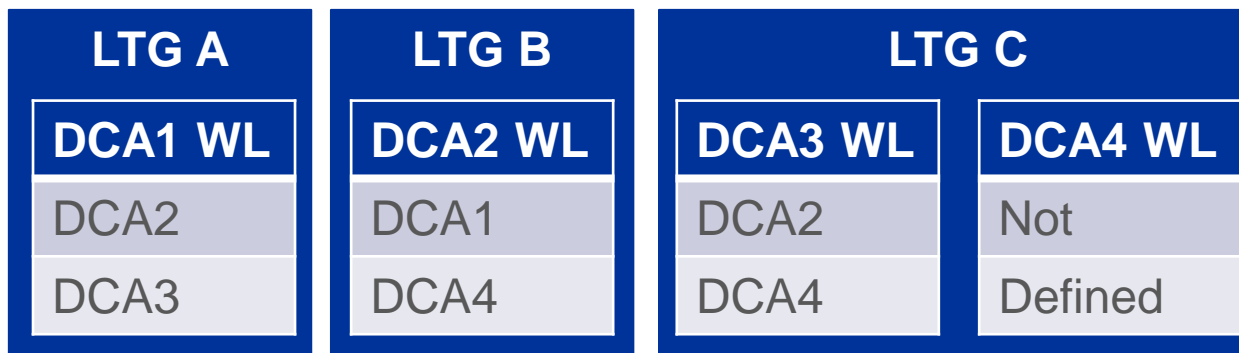 LTG A
DCA1 WL
DCA2
DCA3
LTG B
DCA2 WL
DCA1
DCA4
LTG C
DCA3 WL
DCA2
DCA4
DCA4 WL
Not
Defined